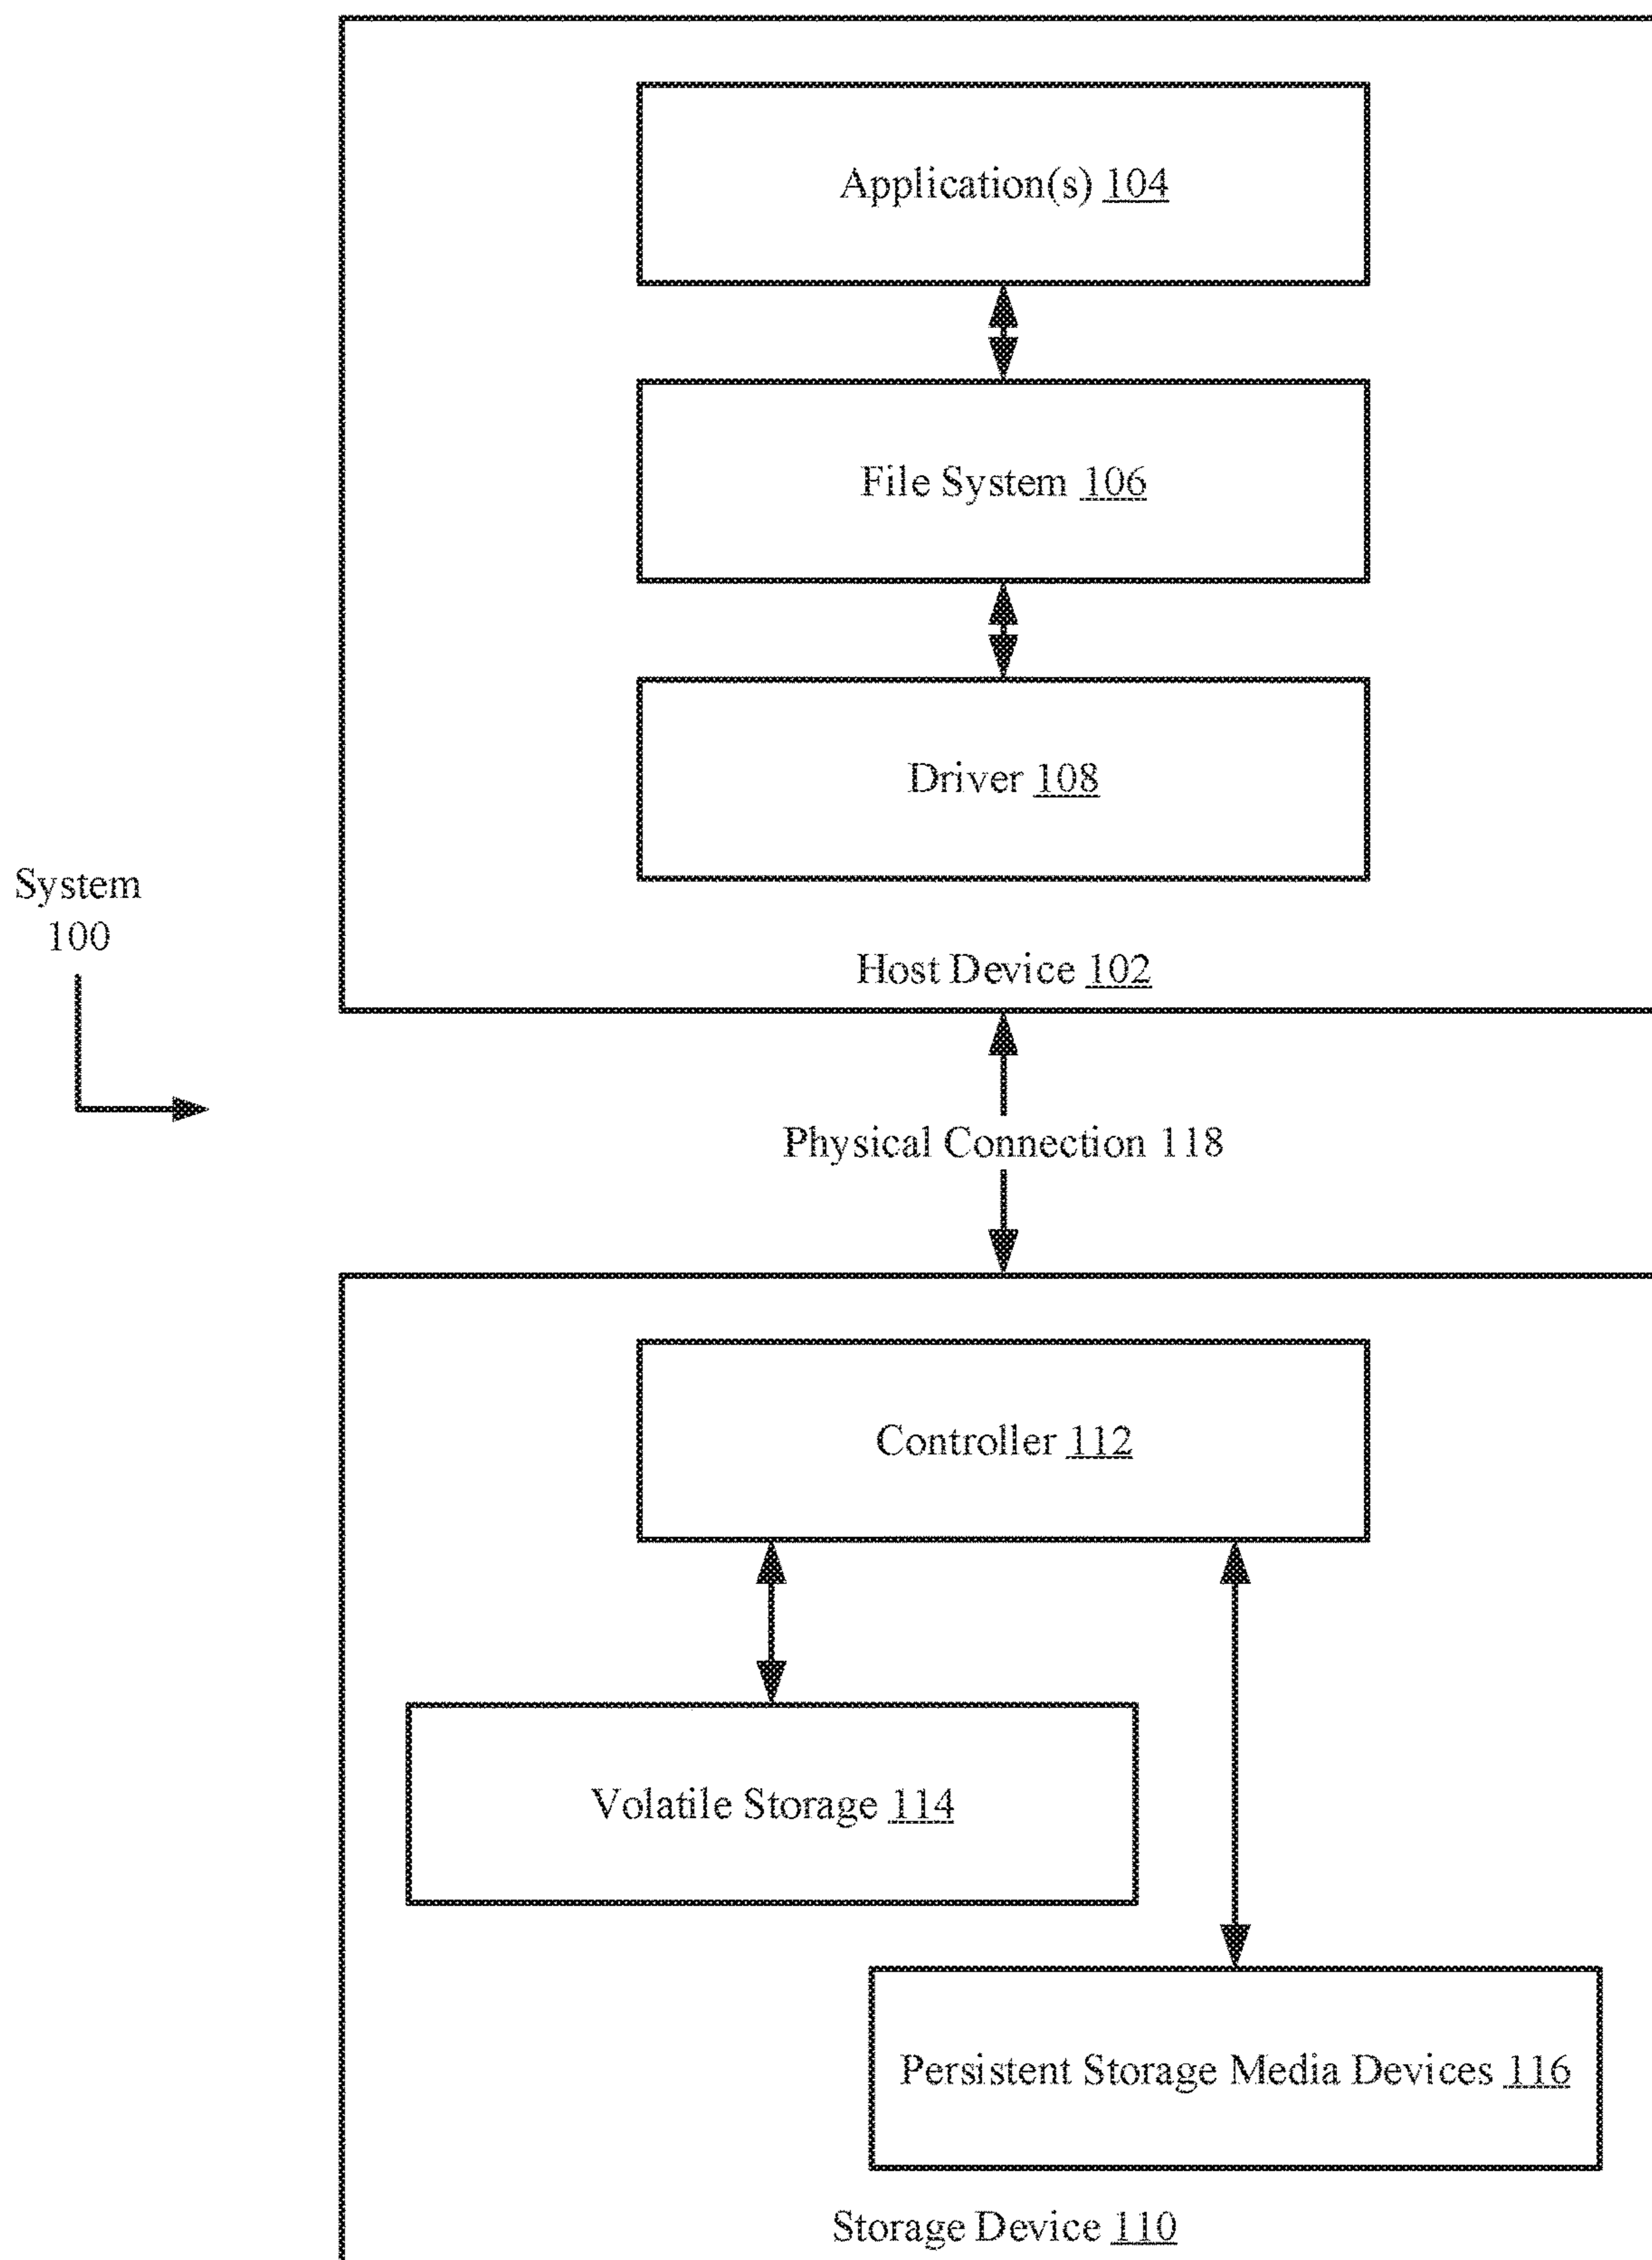 Application(s) 104
File System 106
Driver 108
System
100
Host Device 102
Physical Connection 118
Controller 112
Volatile Storage 114
Persistent Storage Media Devices 116
Storage Device 110